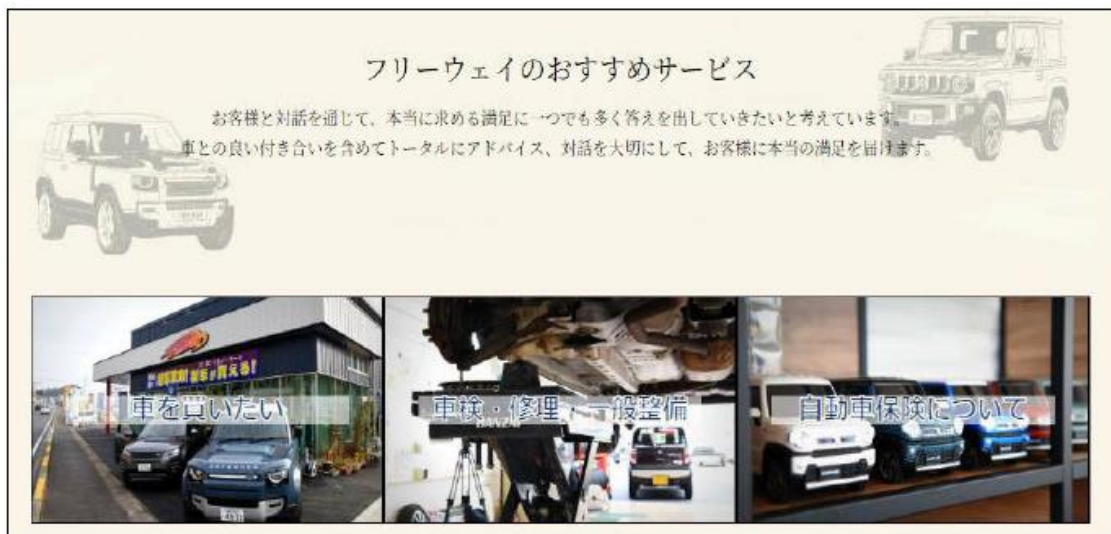 フリーウェイのおすすめサービス
お客様と対話を通じて、本当に求める満足に一つでも多く答えを出していきたいと考えています。
車との良い付き合いを含めてトータルにアドバイス、対話を大切にして、お客様に本当の満足を届けます。
車を買いたい
車検・修理・一般整備
自動車保険について